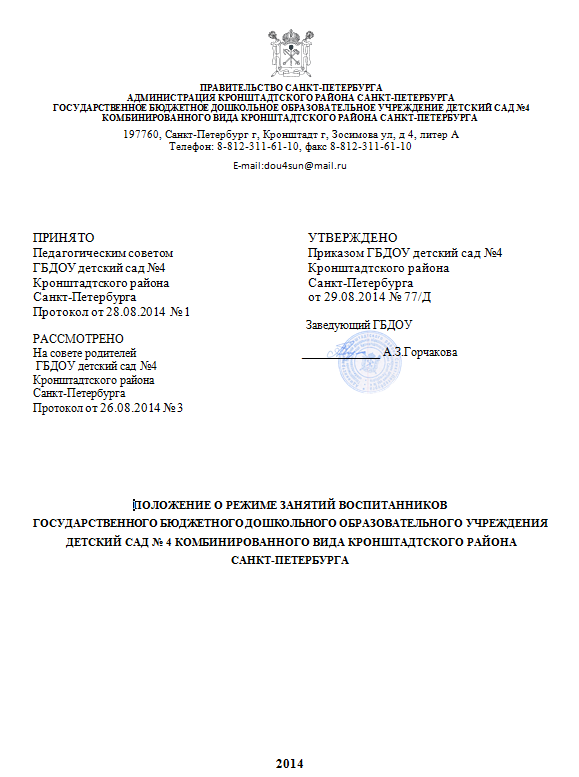 ПРАВИТЕЛЬСТВО САНКТ-ПЕТЕРБУРГА
АДМИНИСТРАЦИЯ КРОНШТАДТСКОГО РАЙОНА САНКТ-ПЕТЕРБУРГА
ГОСУДАРСТВЕННОЕ БЮДЖЕТНОЕ ДОШКОЛЬНОЕ ОБРАЗОВАТЕЛЬНОЕ УЧРЕЖДЕНИЕ ДЕТСКИЙ САД №4
КОМБИНИРОВАННОГО ВИДА КРОНШТАДТСКОГО РАЙОНА САНКТ-ПЕТЕРБУРГА
197760, Санкт-Петербург г, Кронштадт г, Зосимова ул, д 4, литер А
Телефон: 8-812-311-61-10, факс 8-812-311-61-10
E-mail:dou4sun@mail.ru
ПРИНЯТО
Педагогическим советом
ГБДОУ детский сад №4
Кронштадтского района
Санкт-Петербурга
Протокол от 28.08.2014 № 1
РАССМОТРЕНО
На совете родителей
ГБДОУ детский сад №4
Кронштадтского района
Санкт-Петербурга
Протокол от 26.08.2014 № 3
УТВЕРЖДЕНО
Приказом ГБДОУ детский сад №4
Кронштадтского района
Санкт-Петербурга
от 29.08.2014 № 77/Д
Заведующий ГБДОУ
____________ А.З.Горчакова
ПОЛОЖЕНИЕ О РЕЖИМЕ ЗАНЯТИЙ ВОСПИТАННИКОВ
ГОСУДАРСТВЕННОГО БЮДЖЕТНОГО ДОШКОЛЬНОГО ОБРАЗОВАТЕЛЬНОГО УЧРЕЖДЕНИЯ
ДЕТСКИЙ САД № 4 КОМБИНИРОВАННОГО ВИДА КРОНШТАДТСКОГО РАЙОНА
САНКТ-ПЕТЕРБУРГА
2014